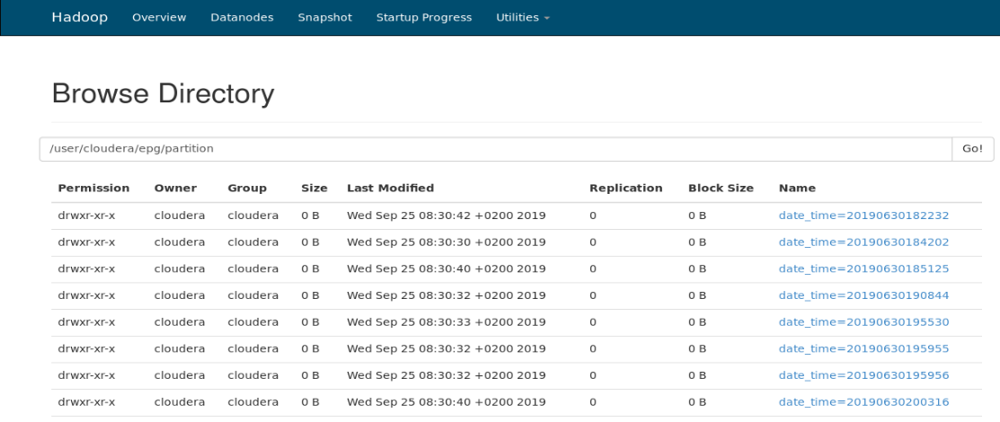 Hadoop Overview Datanodes Snapshot Startup Progress Utilities
Browse Directory
/user/cloudera/epg/partition Go!
Permission Owner Group Size Last Modified Replication Block Size Name
drwxr-xr-x cloudera cloudera 0 B Wed Sep 25 08:30:42 +0200 2019 0 0 B date_time=20190630182232
drwxr-xr-x cloudera cloudera 0 B Wed Sep 25 08:30:30 +0200 2019 0 0 B date_time=20190630184202
drwxr-xr-x cloudera cloudera 0 B Wed Sep 25 08:30:40 +0200 2019 0 0 B date_time=20190630185125
drwxr-xr-x cloudera cloudera 0 B Wed Sep 25 08:30:32 +0200 2019 0 0 B date_time=20190630190844
drwxr-xr-x cloudera cloudera 0 B Wed Sep 25 08:30:33 +0200 2019 0 0 B date_time=20190630195530
drwxr-xr-x cloudera cloudera 0 B Wed Sep 25 08:30:32 +0200 2019 0 0 B date_time=20190630195955
drwxr-xr-x cloudera cloudera 0 B Wed Sep 25 08:30:32 +0200 2019 0 0 B date_time=20190630195956
drwxr-xr-x cloudera cloudera 0 B Wed Sep 25 08:30:40 +0200 2019 0 0 B date_time=20190630200316